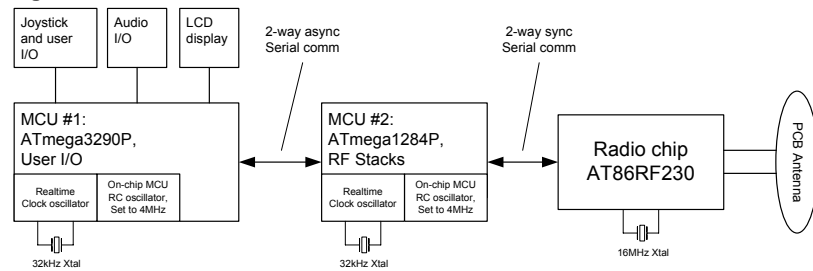 Joystick
and user
I/O
Audio
I/O
LCD
display
2-way async
Serial comm
2-way sync
Serial comm
MCU #1:
ATmega3290P,
User I/O
Realtime
Clock oscillator
On-chip MCU
RC oscillator,
Set to 4MHz
32kHz Xtal
MCU #2:
ATmega1284P,
RF Stacks
Realtime
Clock oscillator
On-chip MCU
RC oscillator,
Set to 4MHz
32kHz Xtal
Radio chip
AT86RF230
16MHz Xtal
PCB Antenna